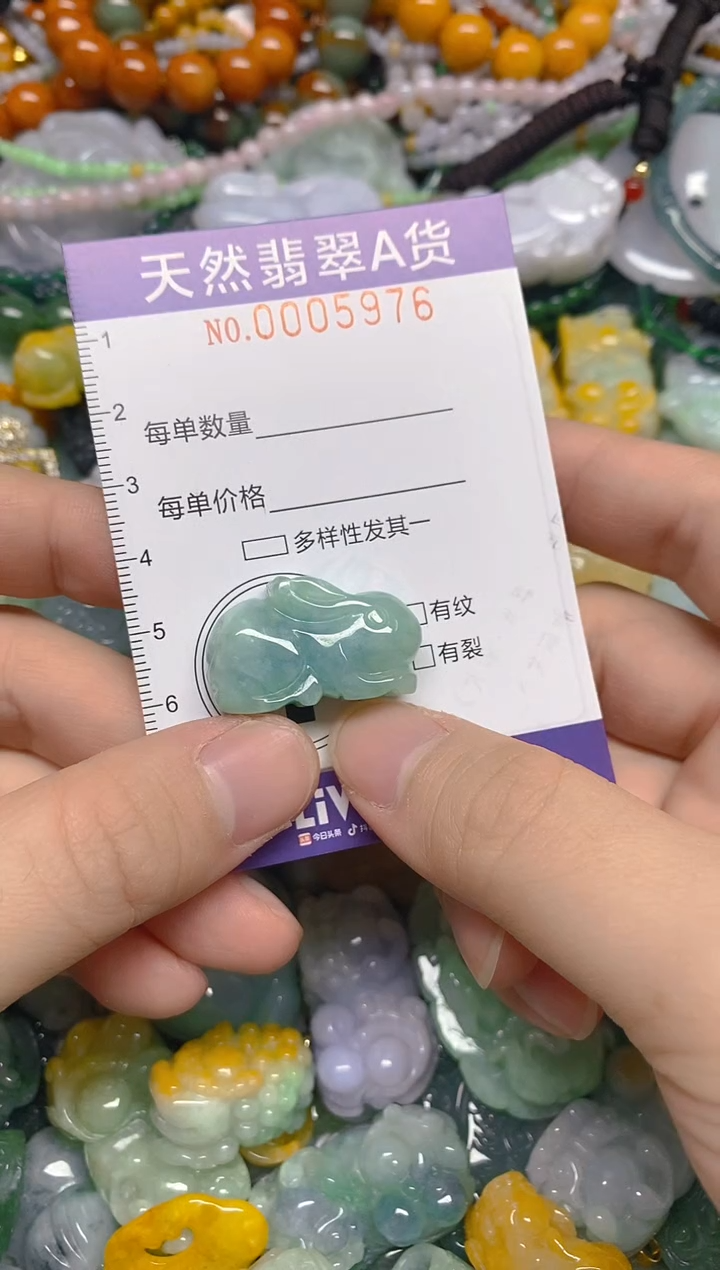 天然翡翠A货
NO.0005976
1
2
每单数量
3
每单价格
4
多样性发其一
5
有纹
有裂
6
今日头条